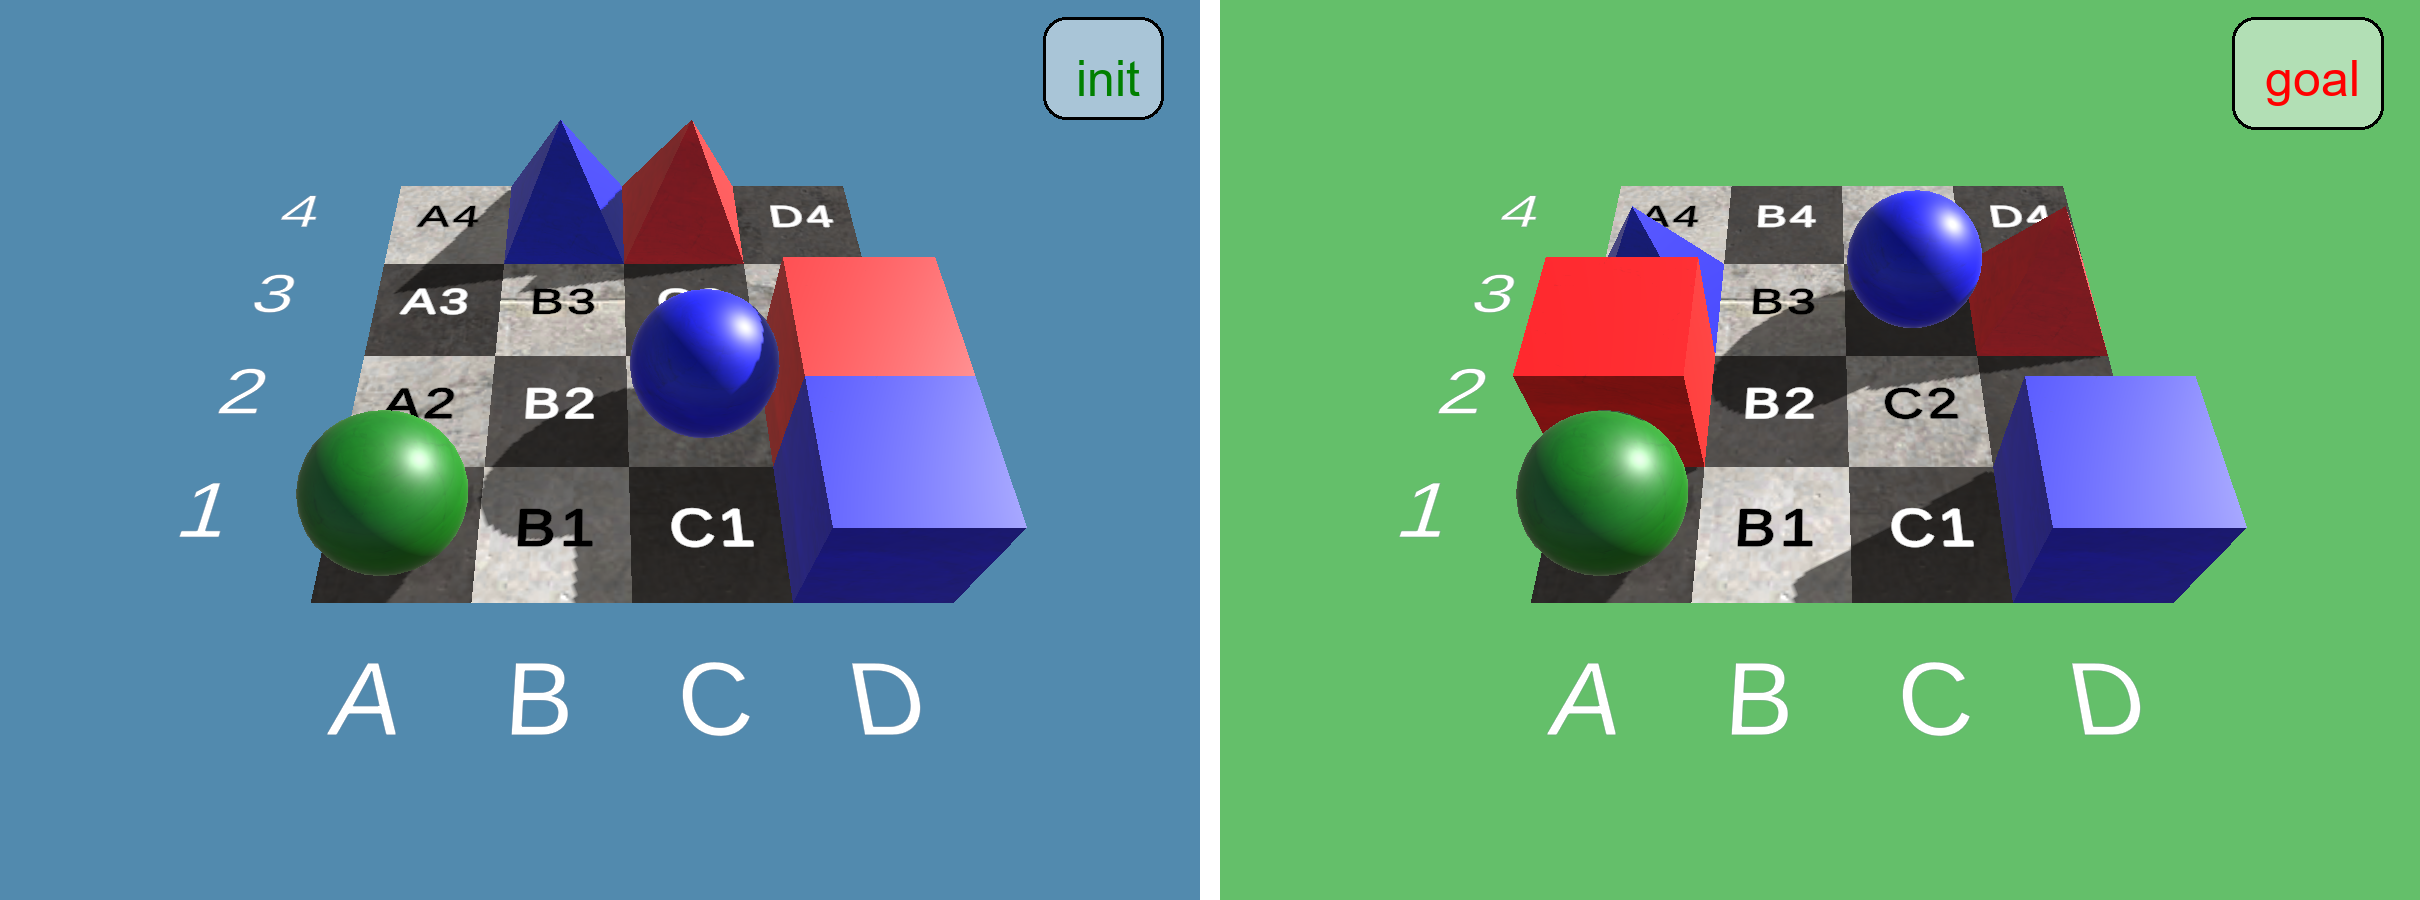 init
4 A4 D4
3 A3 B3
2 A2 B2
1 B1 C1
A B C D
goal
4 A4 B4 D4
3 B3
2 B2 C2
1 B1 C1
A B C D